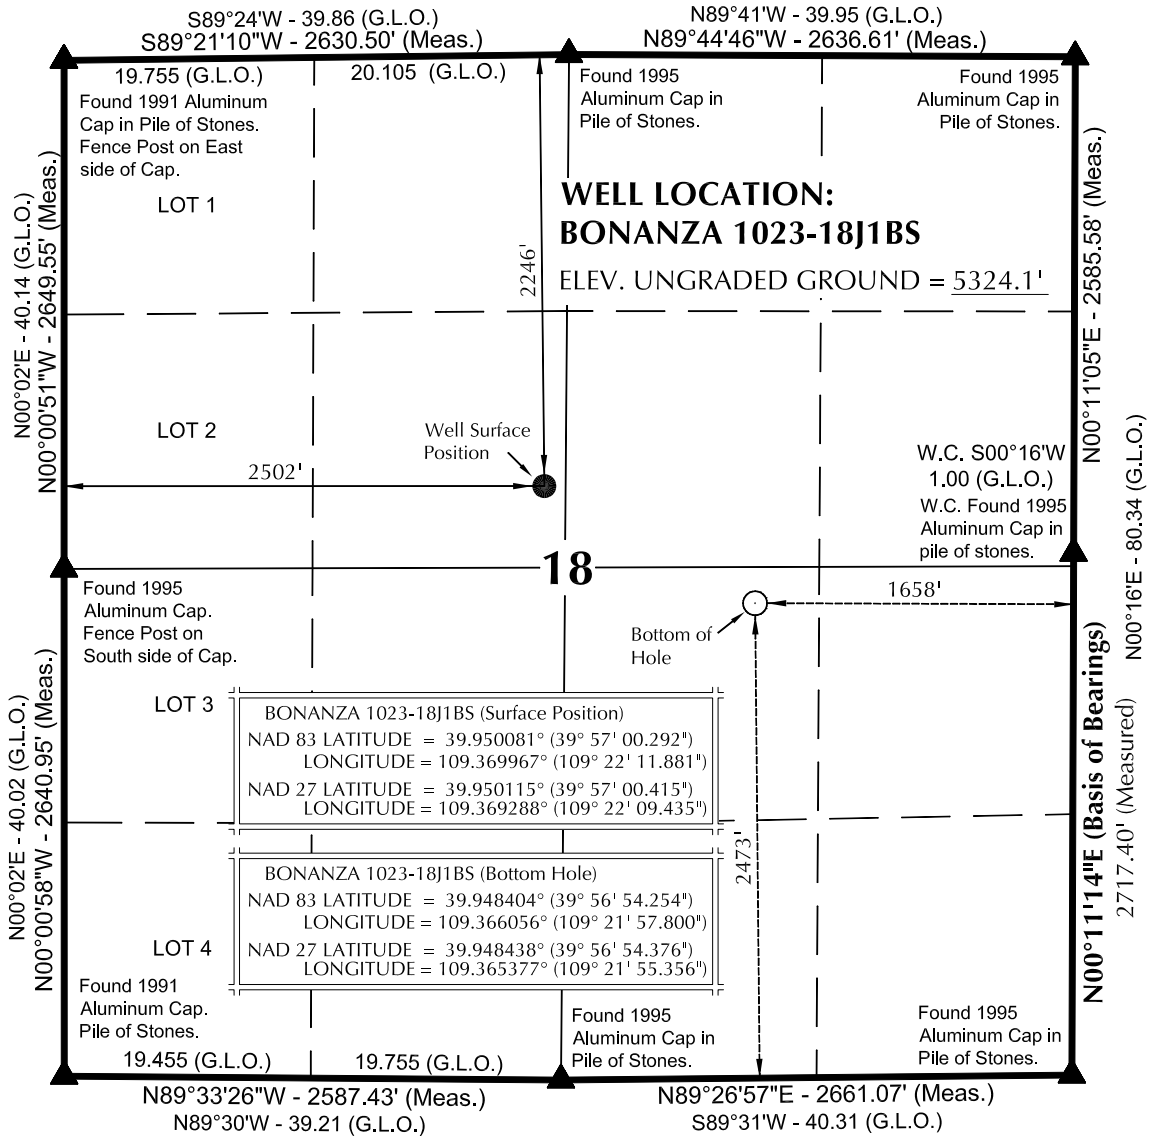 S89°24'W - 39.86 (G.L.O.)
S89°21'10"W - 2630.50' (Meas.)
N89°41'W - 39.95 (G.L.O.)
N89°44'46"W - 2636.61' (Meas.)
19.755 (G.L.O.)
20.105 (G.L.O.)
Found 1991 Aluminum
Cap in Pile of Stones.
Fence Post on East
side of Cap.
Found 1995
Aluminum Cap in
Pile of Stones.
Found 1995
Aluminum Cap in
Pile of Stones.
LOT 1
WELL LOCATION:
BONANZA 1023-18J1BS
ELEV. UNGRADED GROUND = 5324.1'
2246'
N00°02'E - 40.14 (G.L.O.)
N00°00'51"W - 2649.55' (Meas.)
N00°11'05"E - 2585.58' (Meas.)
LOT 2
Well Surface
Position
2502'
W.C. S00°16'W
1.00 (G.L.O.)
W.C. Found 1995
Aluminum Cap in
pile of stones.
N00°16'E - 80.34 (G.L.O.)
18
Found 1995
Aluminum Cap.
Fence Post on
South side of Cap.
1658'
Bottom of
Hole
LOT 3
BONANZA 1023-18J1BS (Surface Position)
NAD 83 LATITUDE = 39.950081° (39° 57' 00.292")
LONGITUDE = 109.369967° (109° 22' 11.881")
NAD 27 LATITUDE = 39.950115° (39° 57' 00.415")
LONGITUDE = 109.369288° (109° 22' 09.435")
2473'
N00°02'E - 40.02 (G.L.O.)
N00°00'58"W - 2640.95' (Meas.)
N00°11'14"E (Basis of Bearings)
2717.40' (Measured)
BONANZA 1023-18J1BS (Bottom Hole)
NAD 83 LATITUDE = 39.948404° (39° 56' 54.254")
LONGITUDE = 109.366056° (109° 21' 57.800")
NAD 27 LATITUDE = 39.948438° (39° 56' 54.376")
LONGITUDE = 109.365377° (109° 21' 55.356")
LOT 4
Found 1991
Aluminum Cap.
Pile of Stones.
Found 1995
Aluminum Cap in
Pile of Stones.
Found 1995
Aluminum Cap in
Pile of Stones.
19.455 (G.L.O.)
19.755 (G.L.O.)
N89°33'26"W - 2587.43' (Meas.)
N89°30'W - 39.21 (G.L.O.)
N89°26'57"E - 2661.07' (Meas.)
S89°31'W - 40.31 (G.L.O.)